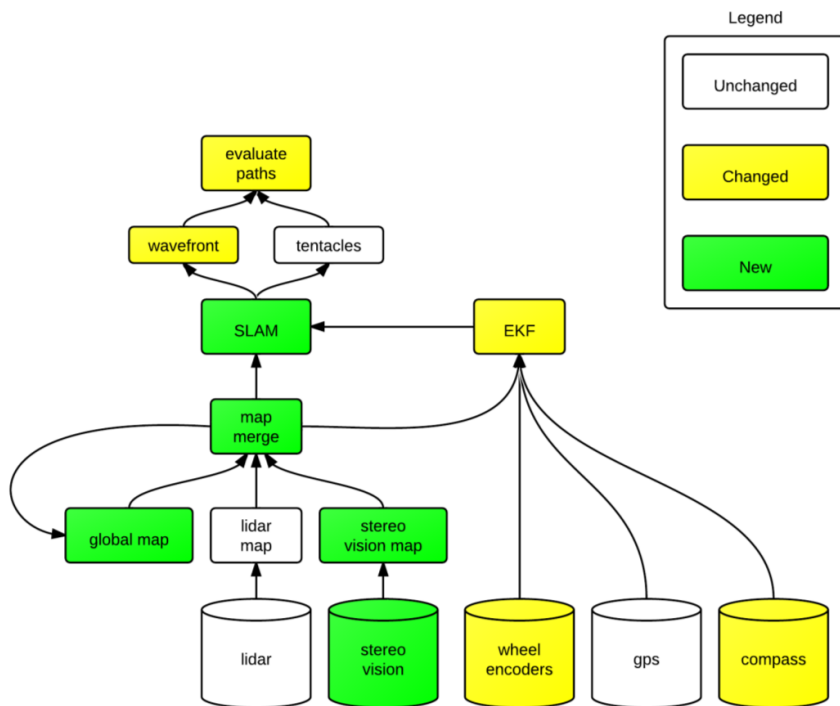 Legend
Unchanged
Changed
New
evaluate
paths
wavefront
tentacles
SLAM
EKF
map
merge
global map
lidar
map
stereo
vision map
lidar
stereo
vision
wheel
encoders
gps
compass